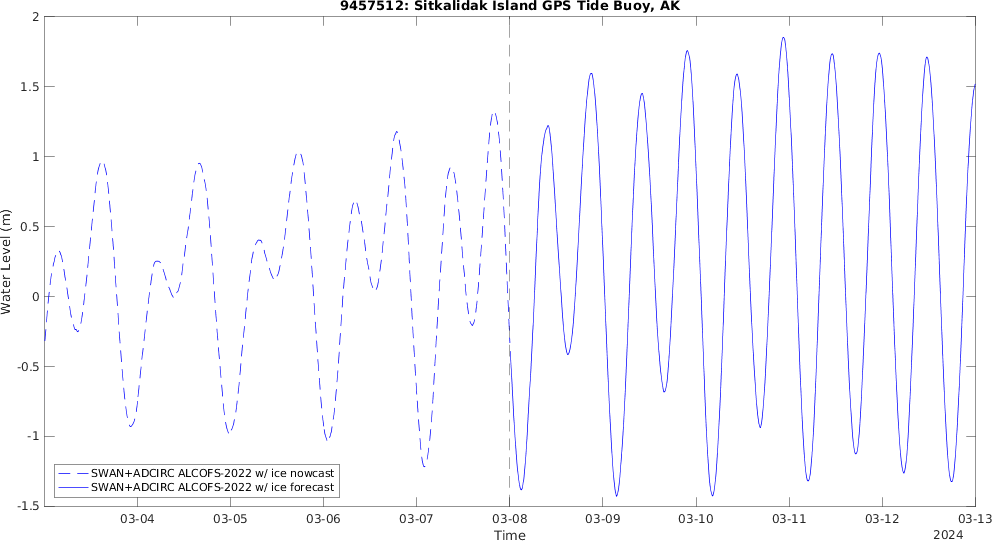 9457512: Sitkalidak Island GPS Tide Buoy, AK
2
1.5
1
0.5
0
-0.5
-1
-1.5
Water Level (m)
SWAN+ADCIRC ALCOFS-2022 w/ ice nowcast
SWAN+ADCIRC ALCOFS-2022 w/ ice forecast
03-04 03-05 03-06 03-07 03-08 03-09 03-10 03-11 03-12 03-13
Time
2024